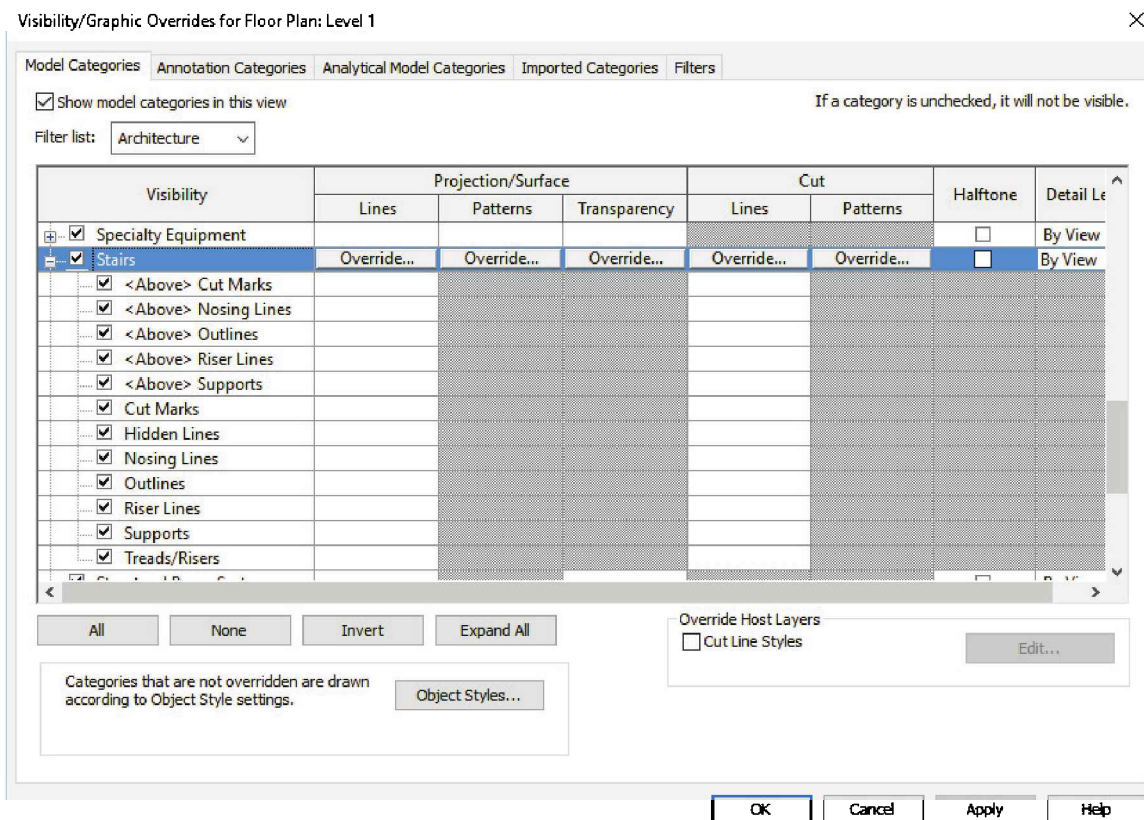 Visibility/Graphic Overrides for Floor Plan: Level 1
Model Categories Annotation Categories Analytical Model Categories Imported Categories Filters
Show model categories in this view If a category is unchecked, it will not be visible.
Filter list: Architecture
Visibility Projection/Surface Cut Halftone Detail Le
Lines Patterns Transparency Lines Patterns
Specialty Equipment By View
Stairs Override... Override... Override... Override... Override... By View
<Above> Cut Marks
<Above> Nosing Lines
<Above> Outlines
<Above> Riser Lines
<Above> Supports
Cut Marks
Hidden Lines
Nosing Lines
Outlines
Riser Lines
Supports
Treads/Risers
All None Invert Expand All
Override Host Layers
Cut Line Styles Edit...
Categories that are not overridden are drawn
according to Object Style settings.
Object Styles...
OK Cancel Apply Help